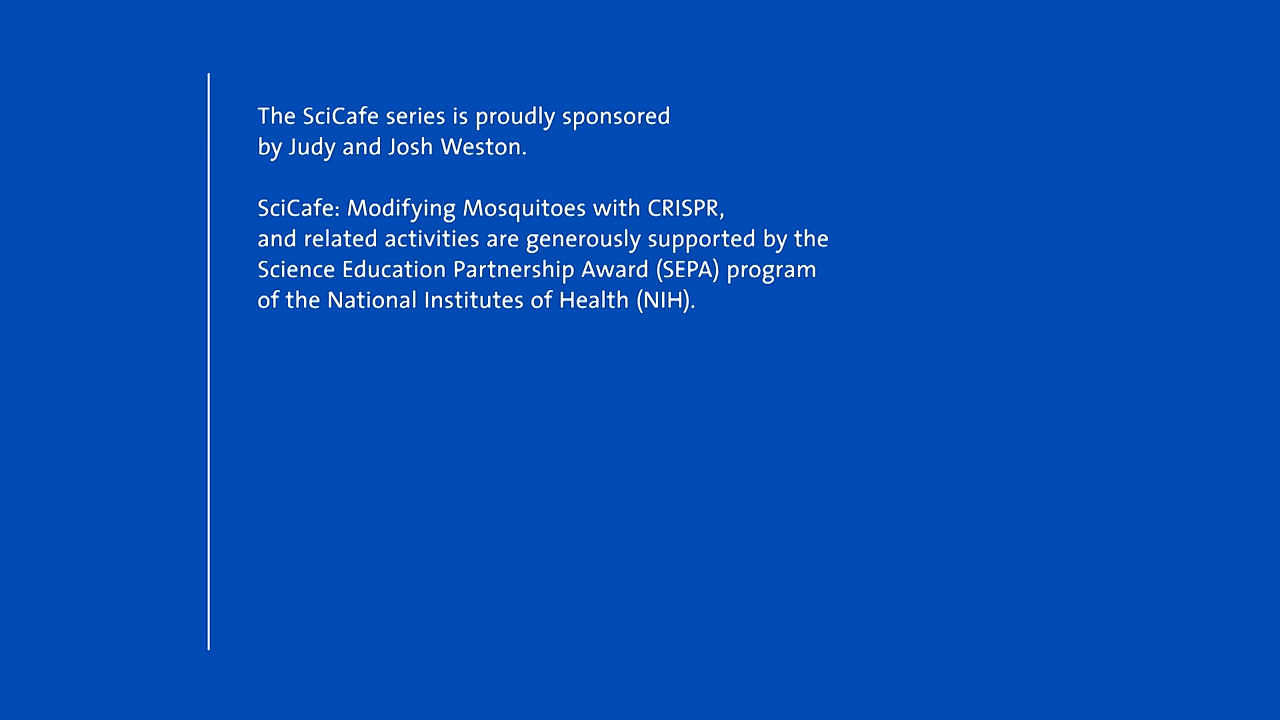 The SciCafe series is proudly sponsored
by Judy and Josh Weston.
SciCafe: Modifying Mosquitoes with CRISPR,
and related activities are generously supported by the
Science Education Partnership Award (SEPA) program
of the National Institutes of Health (NIH).